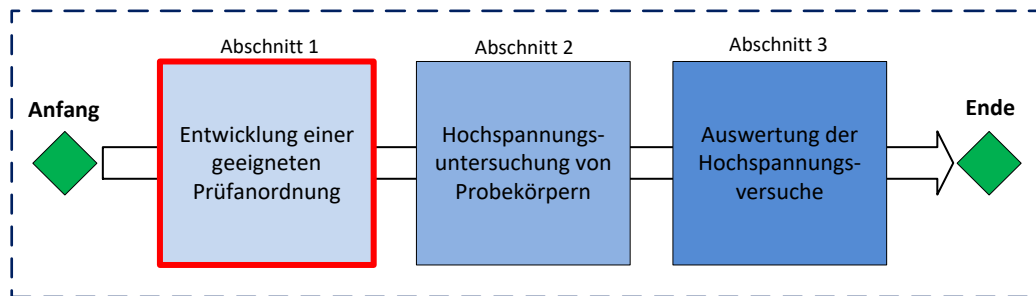 Abschnitt 1
Abschnitt 2
Abschnitt 3
Anfang
Entwicklung einer
geeigneten
Prüfanordnung
Hochspannungs-
untersuchung von
Probekörpern
Auswertung der
Hochspannungs-
versuche
Ende